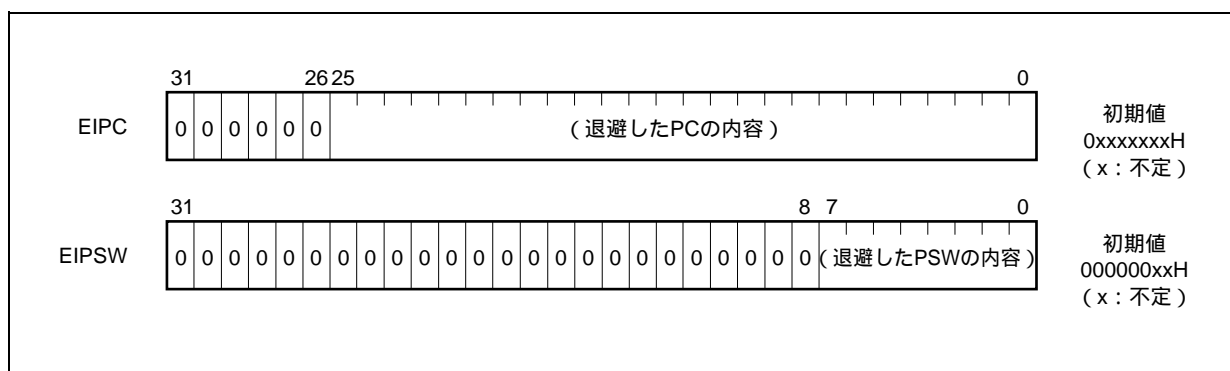 31 26 25 0
EIPC 0 0 0 0 0 0 (退避したPCの内容) 初期値
0xxxxxxxH
(x:不定)
31 8 7 0
EIPSW 0 0 0 0 0 0 0 0 0 0 0 0 0 0 0 0 0 0 0 0 0 0 0 0 (退避したPSWの内容) 初期値
000000xxH
(x:不定)